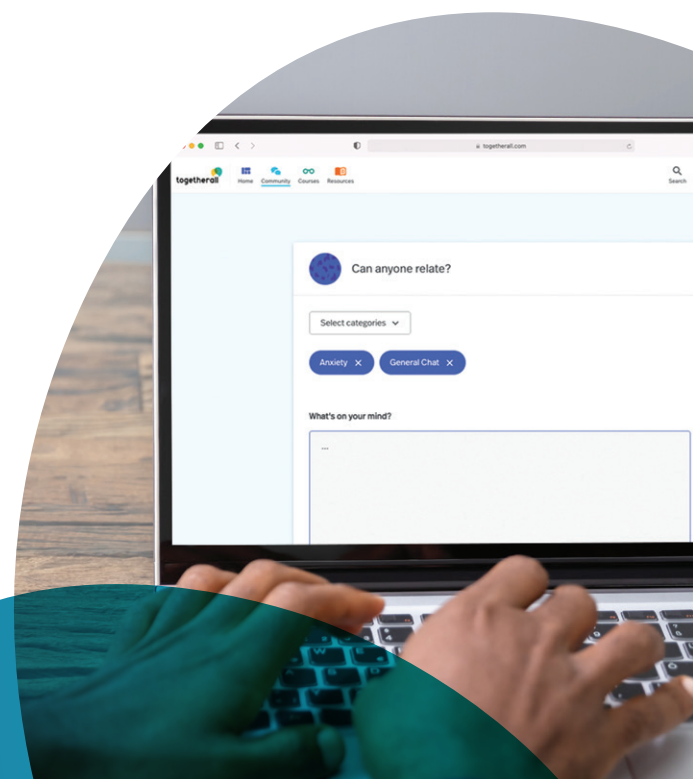 togetherall.com
togetherall
Home Community Courses Resources
Search
Can anyone relate?
Select categories
Anxiety
General Chat
What's on your mind?
...